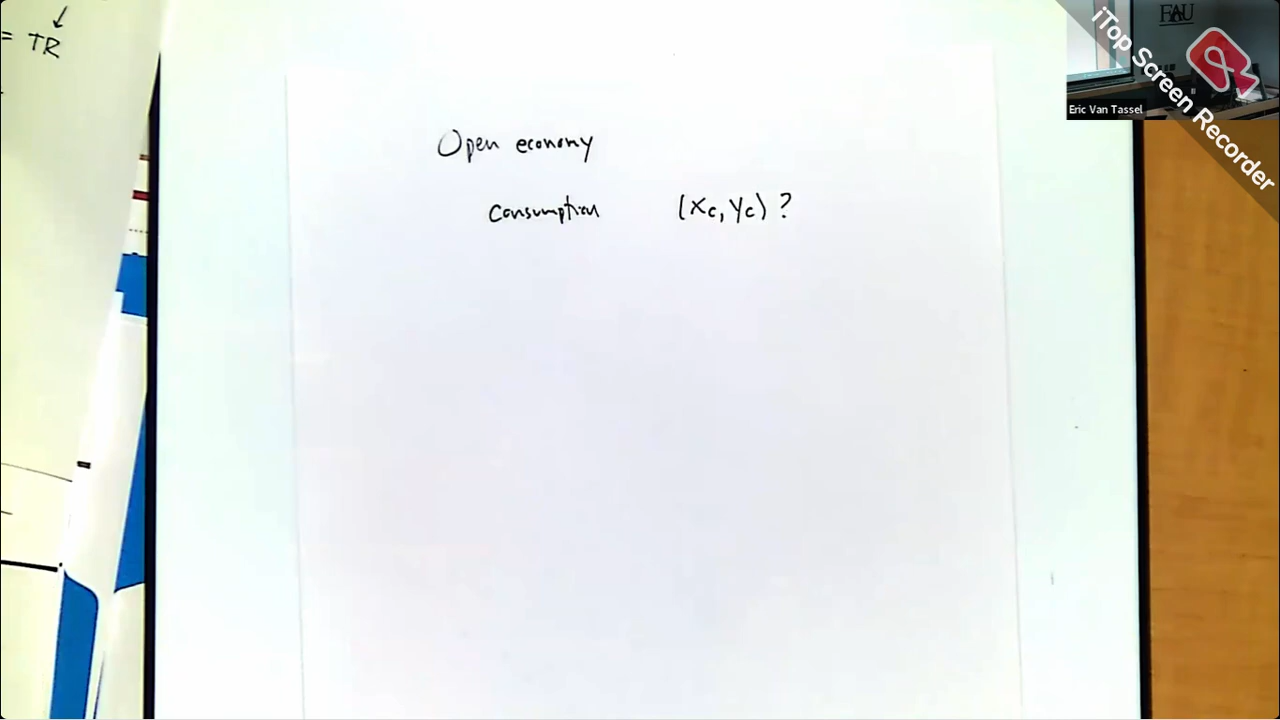 = TR
FAU
iTop Screen Recorder
Eric Van Tassel
Open economy
consumption (xc, yc) ?